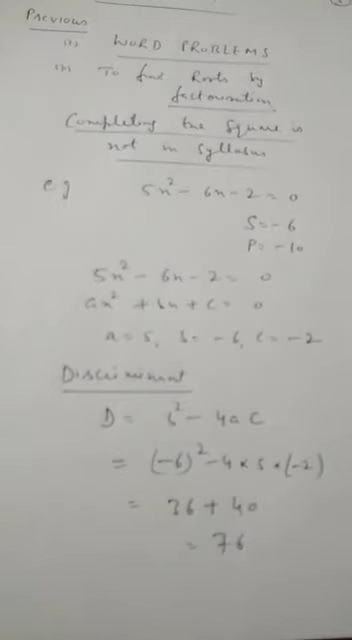 Previous
(i) WORD PROBLEMS
(ii) To find Roots by
factorisation
Completing the Square is
not in syllabus
eg 5x² - 6x - 2 = 0
S = -6
P = -10
5x² - 6x - 2 = 0
ax² + bx + c = 0
a = 5, b = -6, c = -2
Discriminant
D = b² - 4ac
= (-6)² - 4 × 5 × (-2)
= 36 + 40
= 76